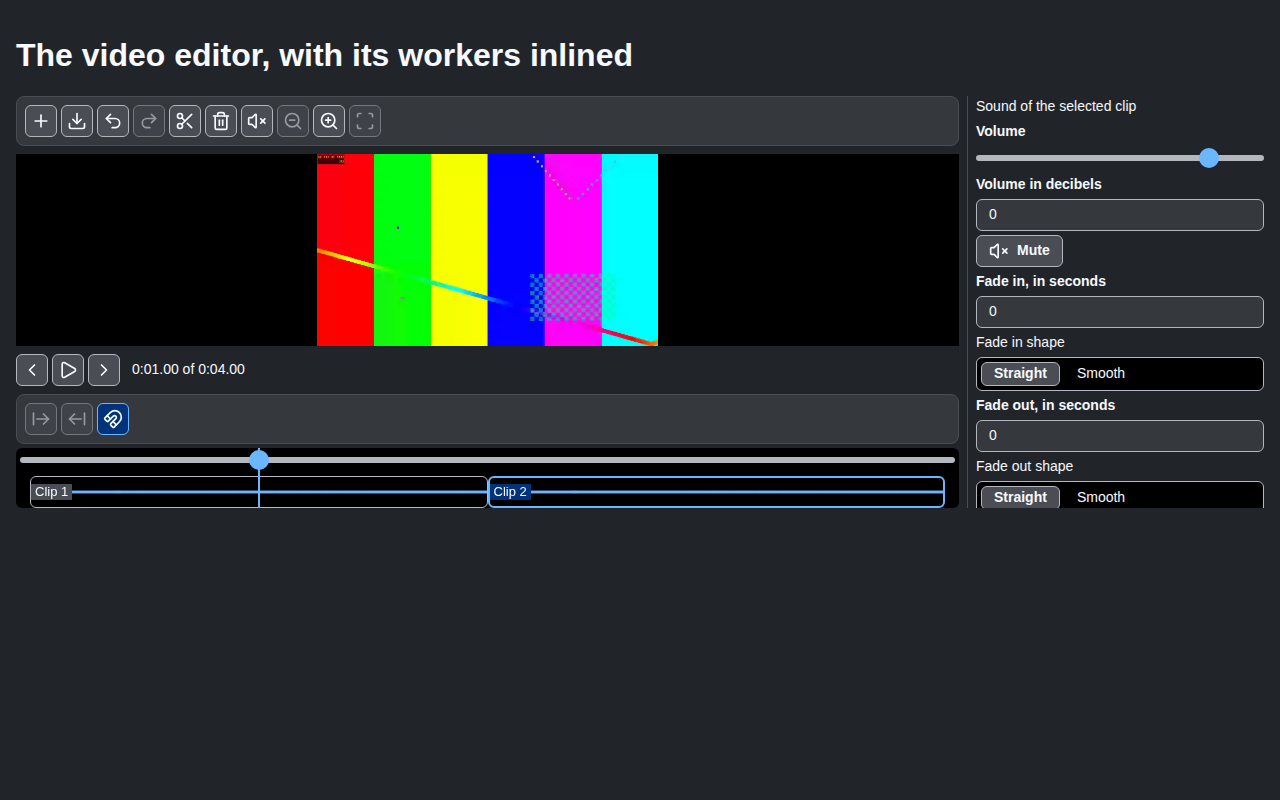 The video editor, with its workers inlined
Sound of the selected clip
Volume
Volume in decibels
0
Mute
Fade in, in seconds
0
Fade in shape
Straight Smooth
Fade out, in seconds
0
Fade out shape
Straight Smooth
0:01.00 of 0:04.00
Clip 1 Clip 2